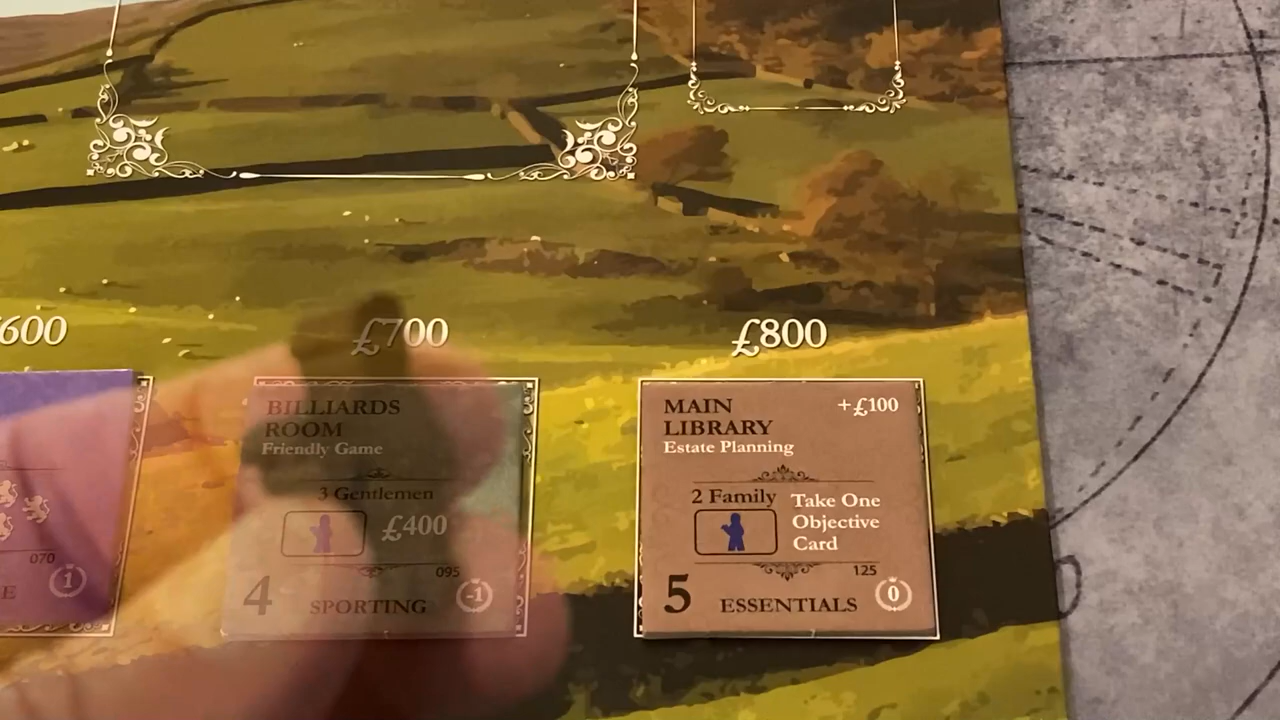 £600
£700
£800
BILLIARDS
ROOM
Friendly Game
3 Gentlemen
£400
095
4
SPORTING
-1
MAIN
LIBRARY
+£100
Estate Planning
2 Family
Take One
Objective
Card
125
5
ESSENTIALS
0
070
E
1